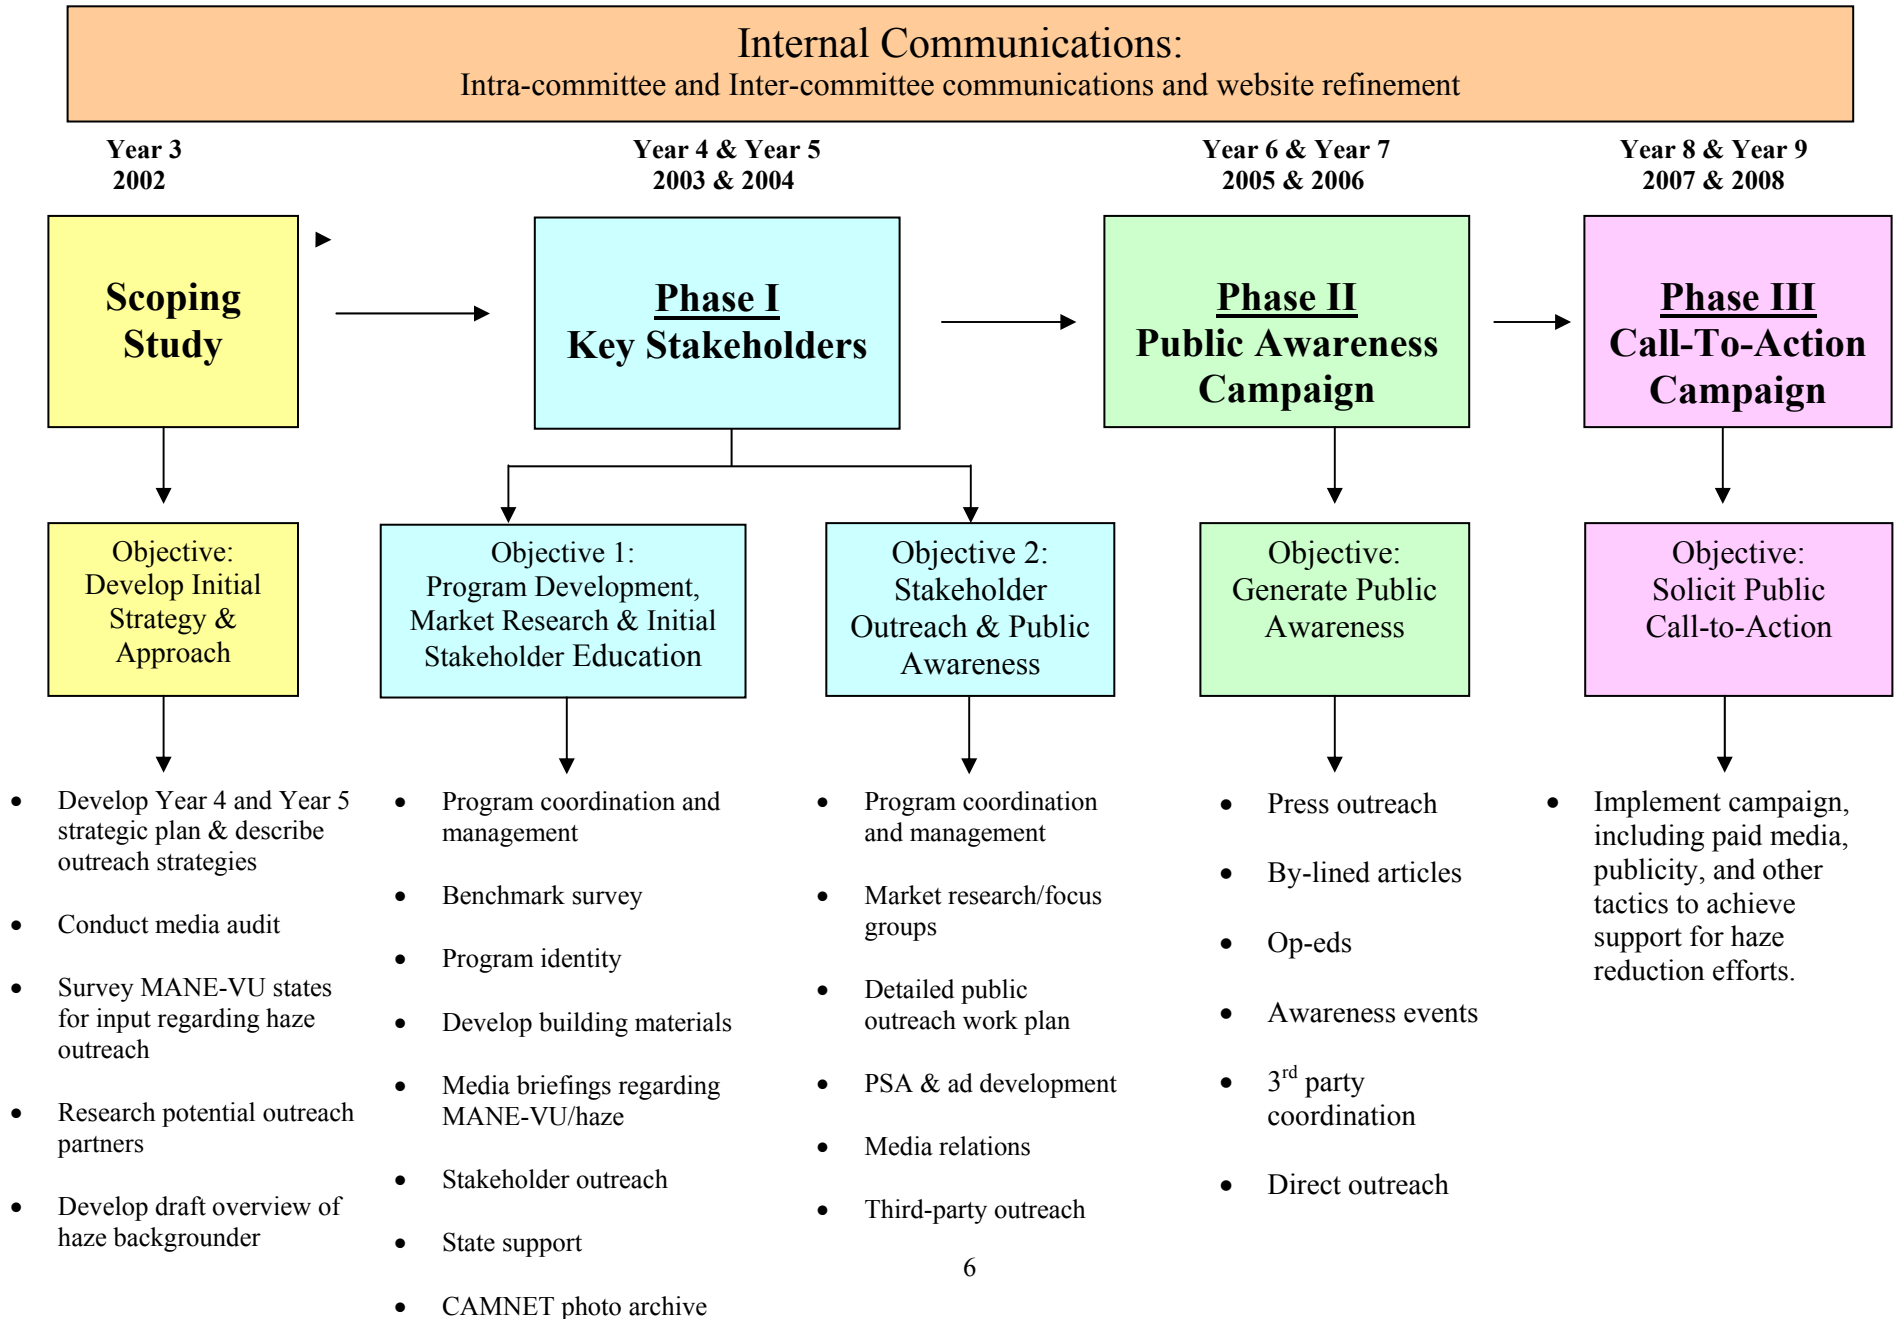 Internal Communications:
Intra-committee and Inter-committee communications and website refinement
Year 3
2002
Year 4 & Year 5
2003 & 2004
Year 6 & Year 7
2005 & 2006
Year 8 & Year 9
2007 & 2008
Scoping
Study
Phase I
Key Stakeholders
Phase II
Public Awareness
Campaign
Phase III
Call-To-Action
Campaign
Objective:
Develop Initial
Strategy &
Approach
Objective 1:
Program Development,
Market Research & Initial
Stakeholder Education
Objective 2:
Stakeholder
Outreach & Public
Awareness
Objective:
Generate Public
Awareness
Objective:
Solicit Public
Call-to-Action
• Develop Year 4 and Year 5
strategic plan & describe
outreach strategies
• Conduct media audit
• Survey MANE-VU states
for input regarding haze
outreach
• Research potential outreach
partners
• Develop draft overview of
haze backgrounder
• Program coordination and
management
• Benchmark survey
• Program identity
• Develop building materials
• Media briefings regarding
MANE-VU/haze
• Stakeholder outreach
• State support
• CAMNET photo archive
• Program coordination
and management
• Market research/focus
groups
• Detailed public
outreach work plan
• PSA & ad development
• Media relations
• Third-party outreach
• Press outreach
• By-lined articles
• Op-eds
• Awareness events
• 3rd party
coordination
• Direct outreach
• Implement campaign,
including paid media,
publicity, and other
tactics to achieve
support for haze
reduction efforts.
6